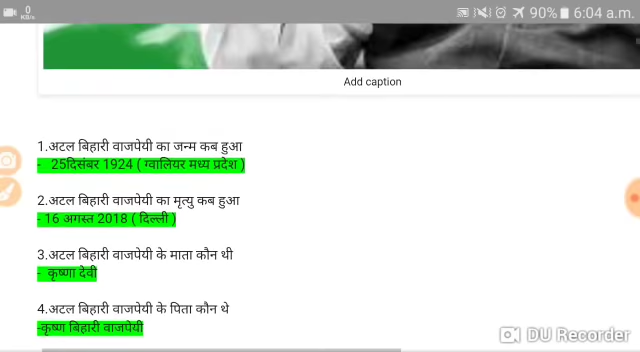 0
KB/s
90% 6:04 a.m.
Add caption
1.अटल बिहारी वाजपेयी का जन्म कब हुआ
- 25दिसंबर 1924 ( ग्वालियर मध्य प्रदेश )
2.अटल बिहारी वाजपेयी का मृत्यु कब हुआ
- 16 अगस्त 2018 ( दिल्ली )
3.अटल बिहारी वाजपेयी के माता कौन थी
- कृष्णा देवी
4.अटल बिहारी वाजपेयी के पिता कौन थे
-कृष्ण बिहारी वाजपेयी
DU Recorder